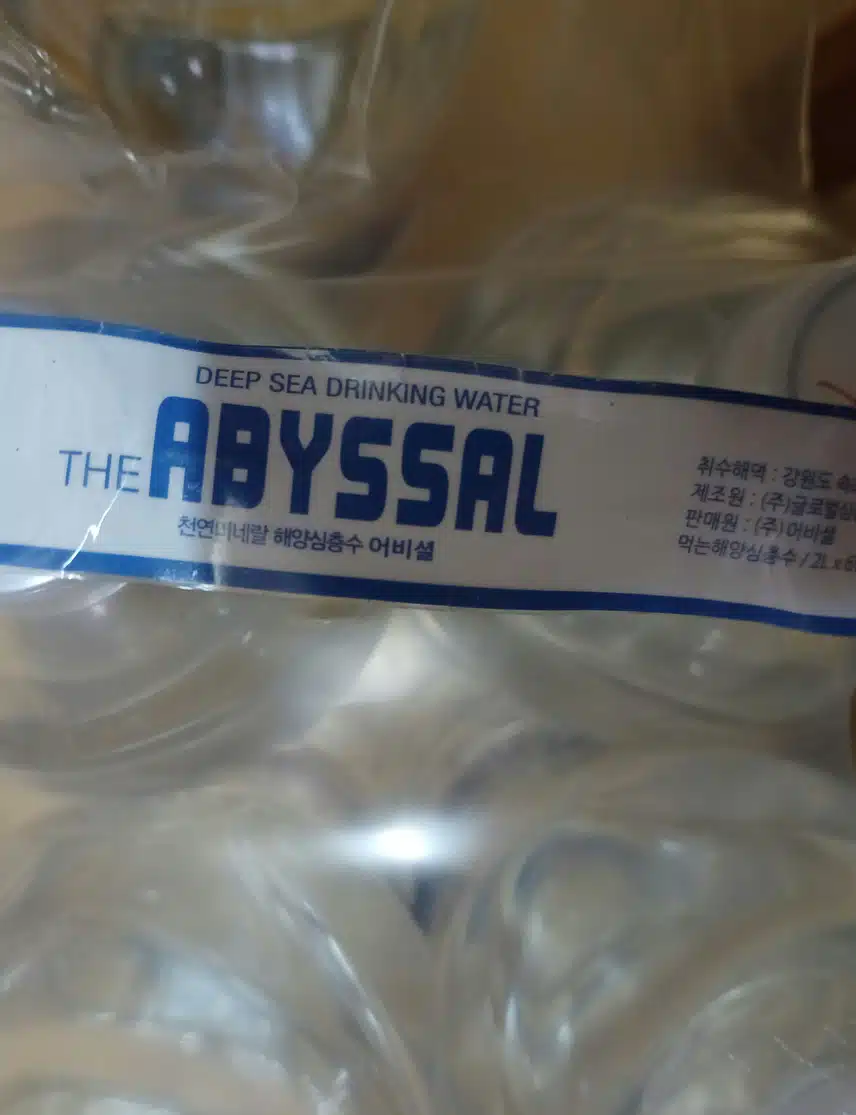 DEEP SEA DRINKING WATER
THE ABYSSAL
천연미네랄 해양심층수 어비셜
취수해역 : 강원도
제조원 :
판매원 : (주)어비셜
먹는해양심층수 / 2L x 6